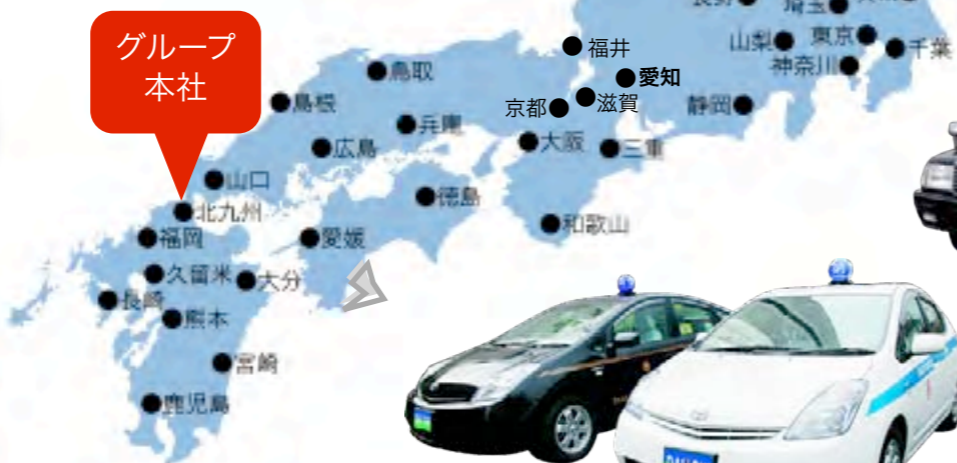 グループ
本社
埼玉
福井
山梨
東京
千葉
鳥取
愛知
神奈川
島根
京都
滋賀
静岡
兵庫
広島
大阪
三重
山口
徳島
北九州
和歌山
福岡
愛媛
久留米
大分
長崎
熊本
宮崎
鹿児島